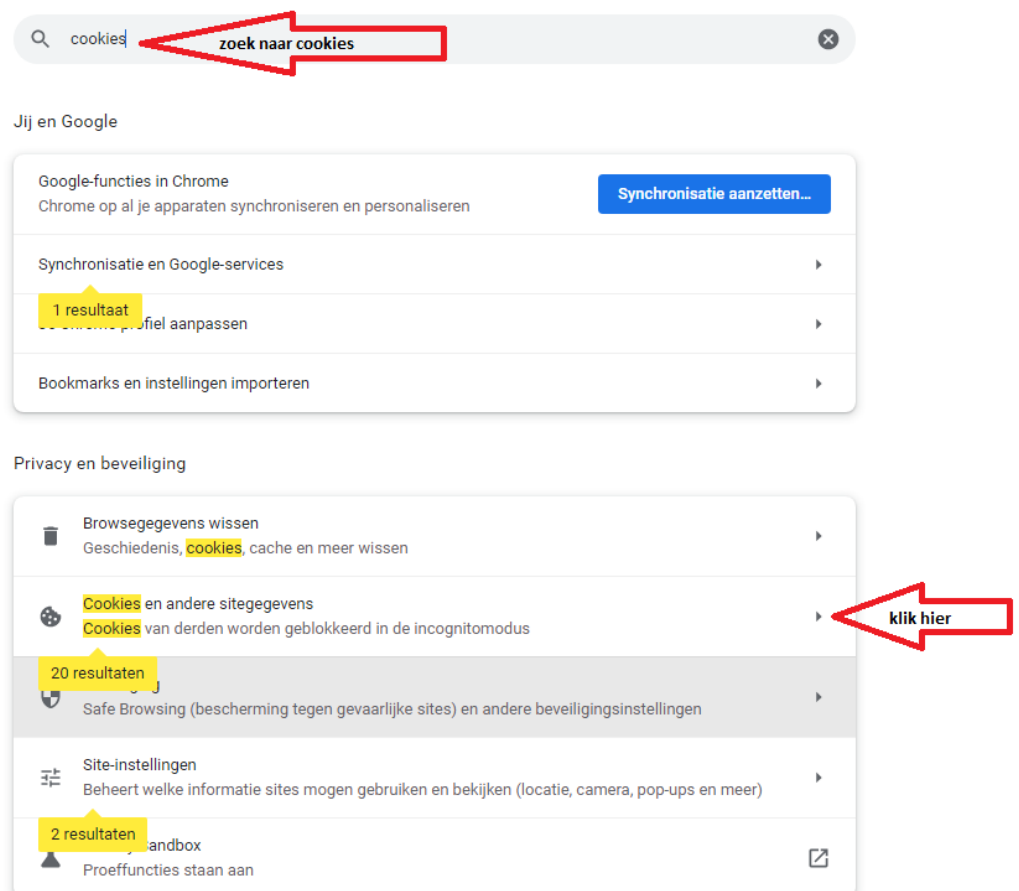 cookies
zoek naar cookies
Jij en Google
Google-functies in Chrome
Chrome op al je apparaten synchroniseren en personaliseren
Synchronisatie aanzetten...
Synchronisatie en Google-services
1 resultaat
profiel aanpassen
Bookmarks en instellingen importeren
Privacy en beveiliging
Browsegegevens wissen
Geschiedenis, cookies, cache en meer wissen
Cookies en andere sitegegevens
Cookies van derden worden geblokkeerd in de incognitomodus
klik hier
20 resultaten
Safe Browsing (bescherming tegen gevaarlijke sites) en andere beveiligingsinstellingen
Site-instellingen
Beheert welke informatie sites mogen gebruiken en bekijken (locatie, camera, pop-ups en meer)
2 resultaten
Sandbox
Proeffuncties staan aan